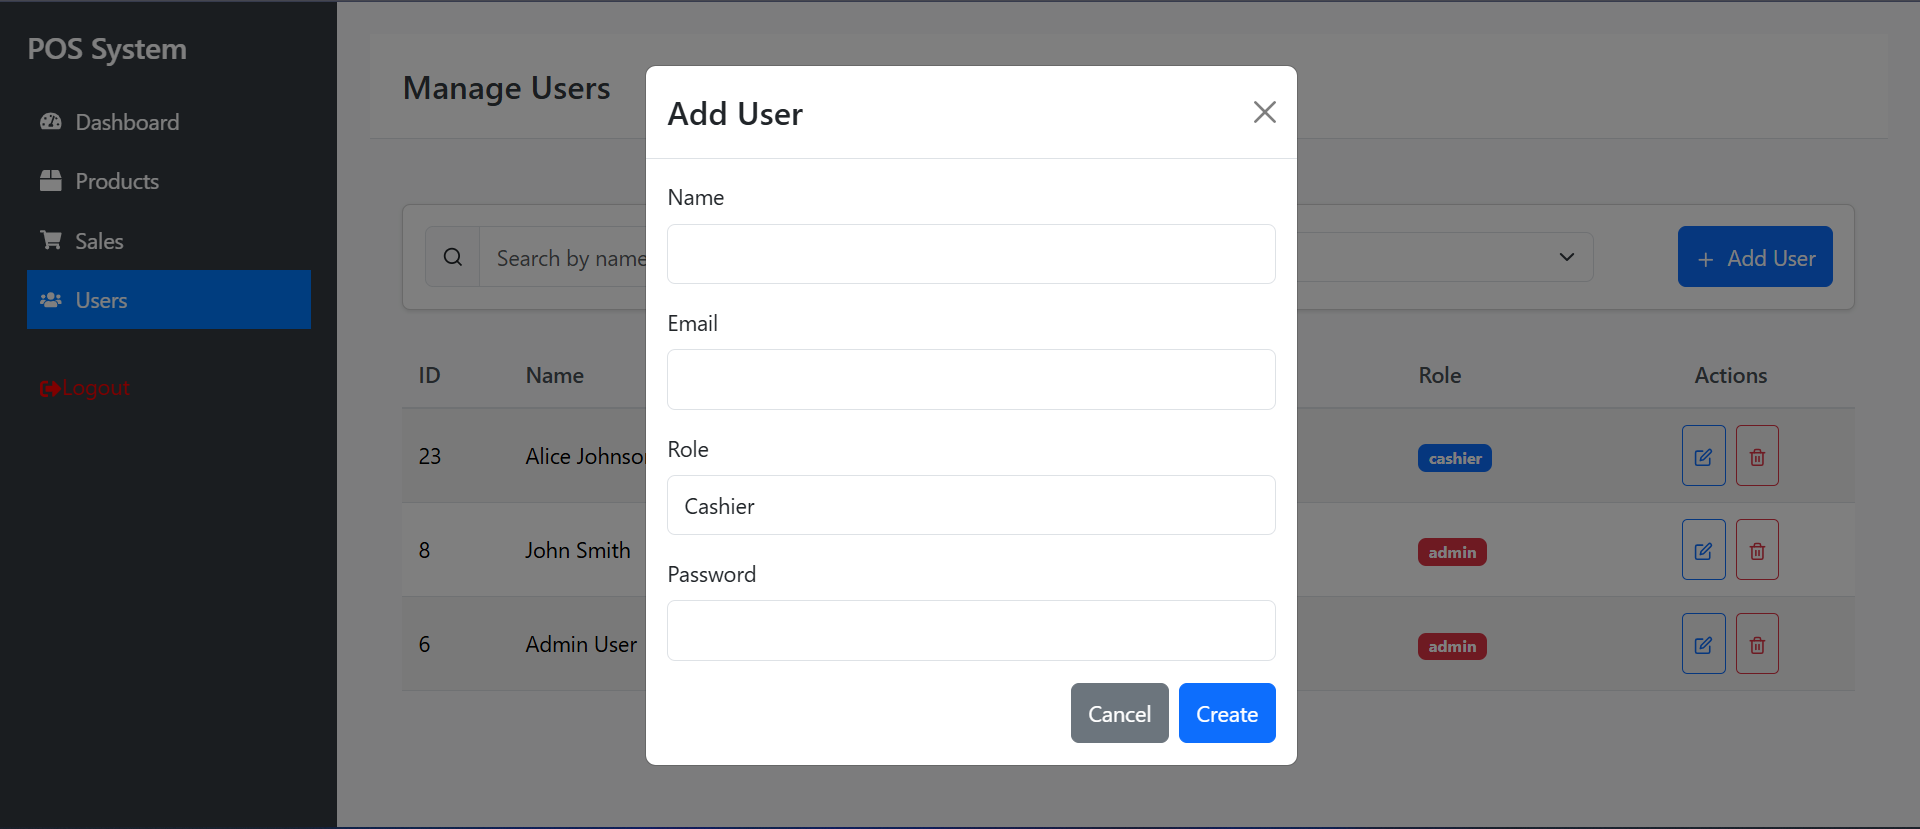 POS System
Dashboard
Products
Sales
Users
Logout
Manage Users
Search by name
Add User
ID Name Role Actions
23 Alice cashier
8 John Smith admin
6 Admin User admin
Add User
Name
Email
Role
Cashier
Password
Cancel Create